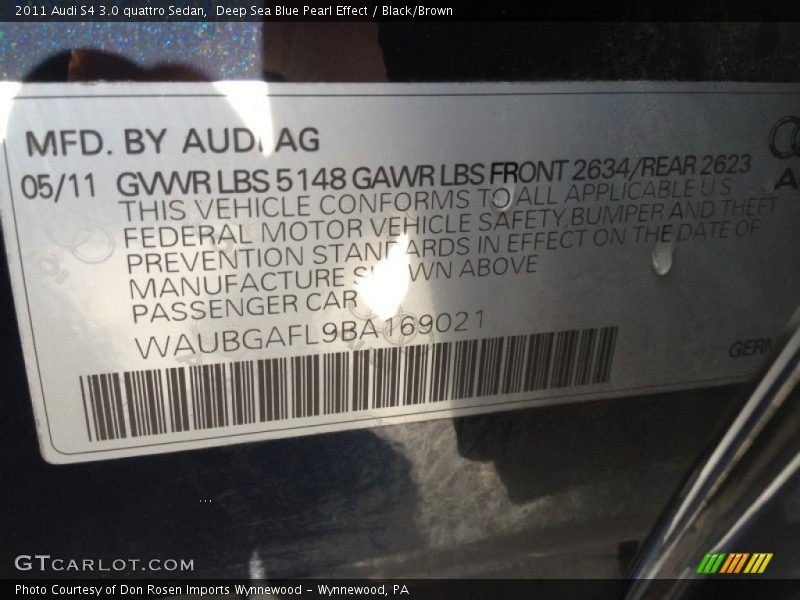 2011 Audi S4 3.0 quattro Sedan, Deep Sea Blue Pearl Effect / Black/Brown
MFD. BY AUDI AG
05/11 GVWR LBS 5148 GAWR LBS FRONT 2634/REAR 2623
THIS VEHICLE CONFORMS TO ALL APPLICABLE U.S.
FEDERAL MOTOR VEHICLE SAFETY, BUMPER AND THEFT
PREVENTION STANDARDS IN EFFECT ON THE DATE OF
MANUFACTURE SHOWN ABOVE
PASSENGER CAR
WAUBGAFL9BA169021
GTCARLOT.COM
Photo Courtesy of Don Rosen Imports Wynnewood – Wynnewood, PA